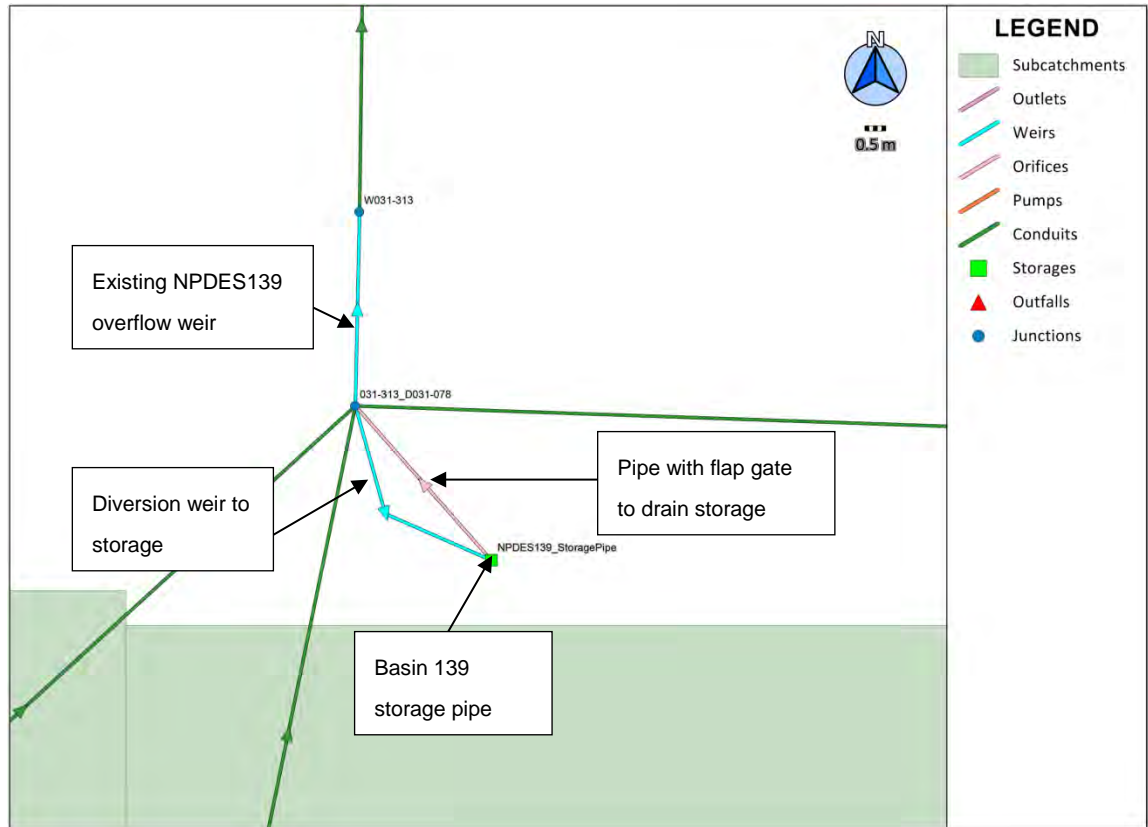 LEGEND
Subcatchments
Outlets
Weirs
Orifices
Pumps
Conduits
Storages
Outfalls
Junctions
N
0.5 m
W031-313
Existing NPDES139
overflow weir
031-313_D031-078
Diversion weir to
storage
Pipe with flap gate
to drain storage
NPDES139_StoragePipe
Basin 139
storage pipe